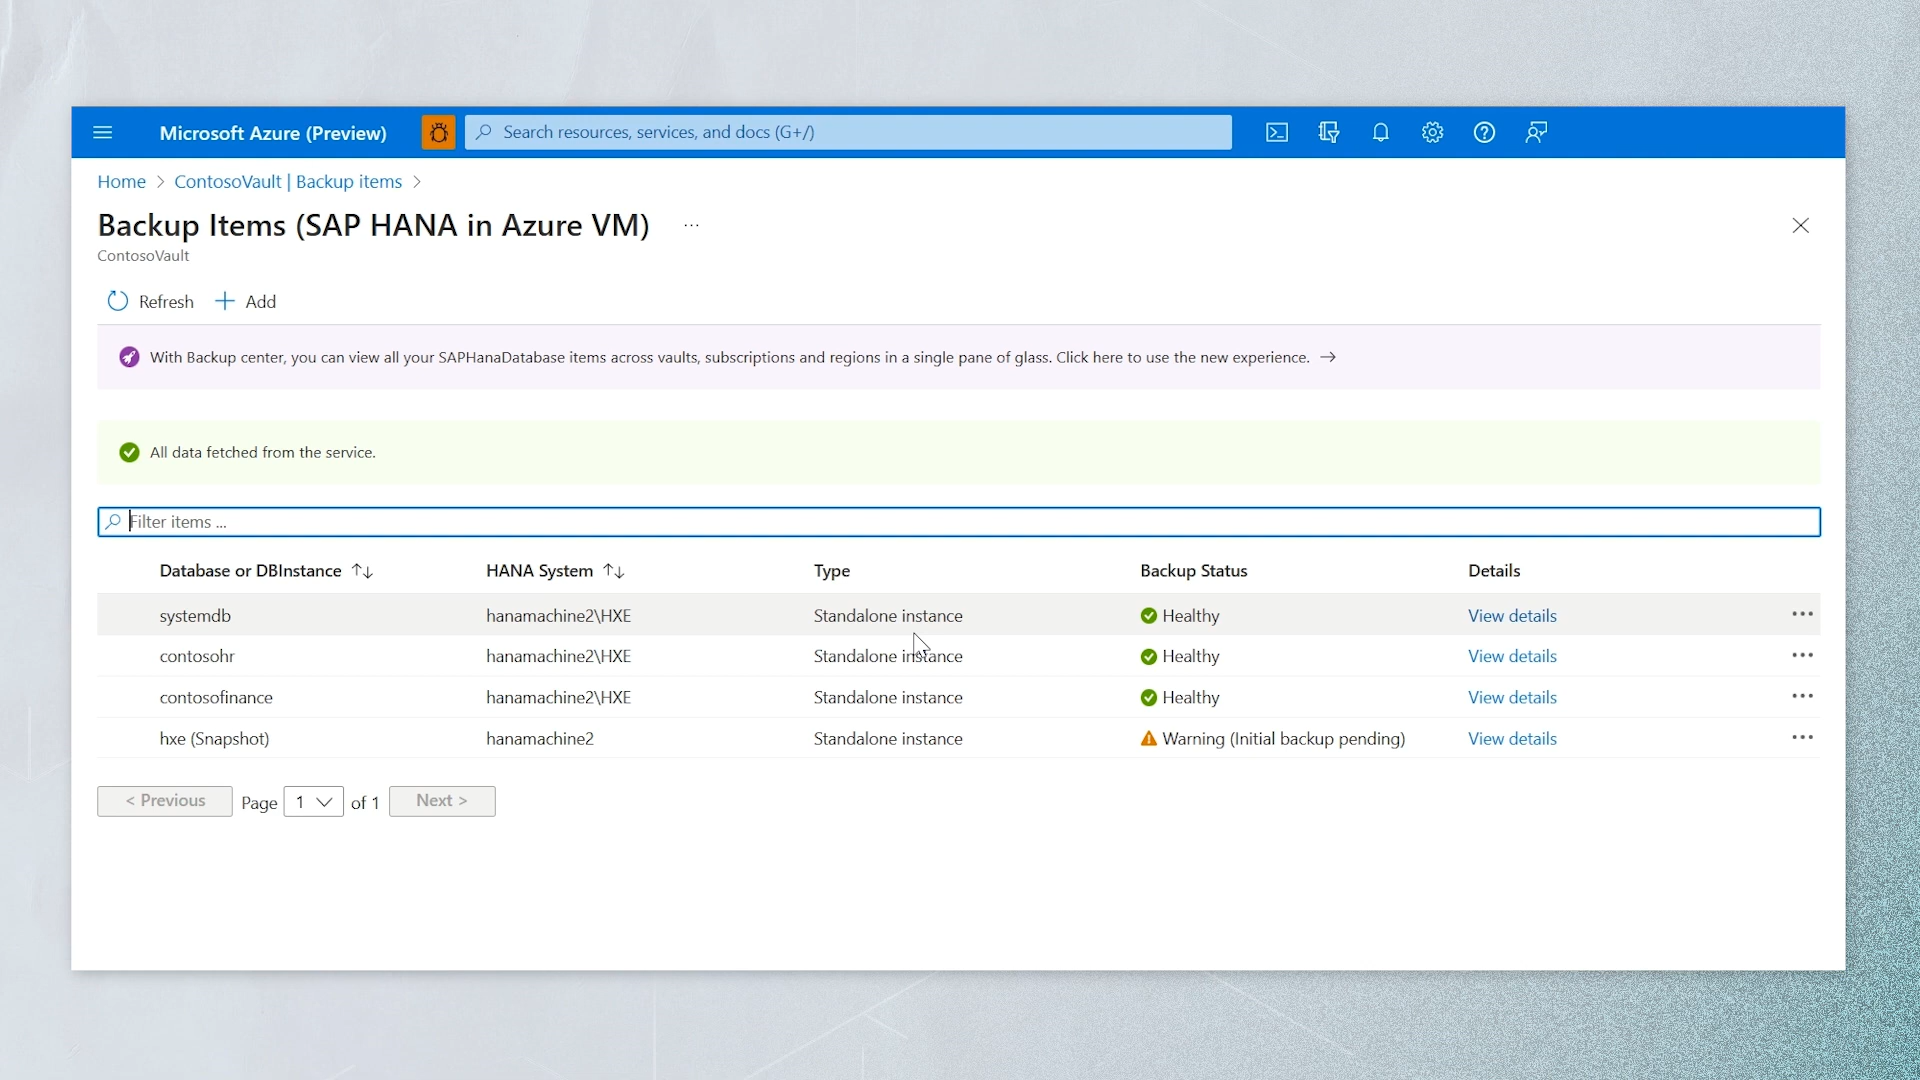 Microsoft Azure (Preview)
Search resources, services, and docs (G+/)
Home > ContosoVault | Backup items >
Backup Items (SAP HANA in Azure VM) ...
ContosoVault
Refresh + Add
With Backup center, you can view all your SAPHanaDatabase items across vaults, subscriptions and regions in a single pane of glass. Click here to use the new experience. →
All data fetched from the service.
Filter items ...
Database or DBInstance ↑↓ HANA System ↑↓ Type Backup Status Details
systemdb hanamachine2\HXE Standalone instance Healthy View details ...
contosohr hanamachine2\HXE Standalone instance Healthy View details ...
contosofinance hanamachine2\HXE Standalone instance Healthy View details ...
hxe (Snapshot) hanamachine2 Standalone instance Warning (Initial backup pending) View details ...
< Previous Page 1 of 1 Next >